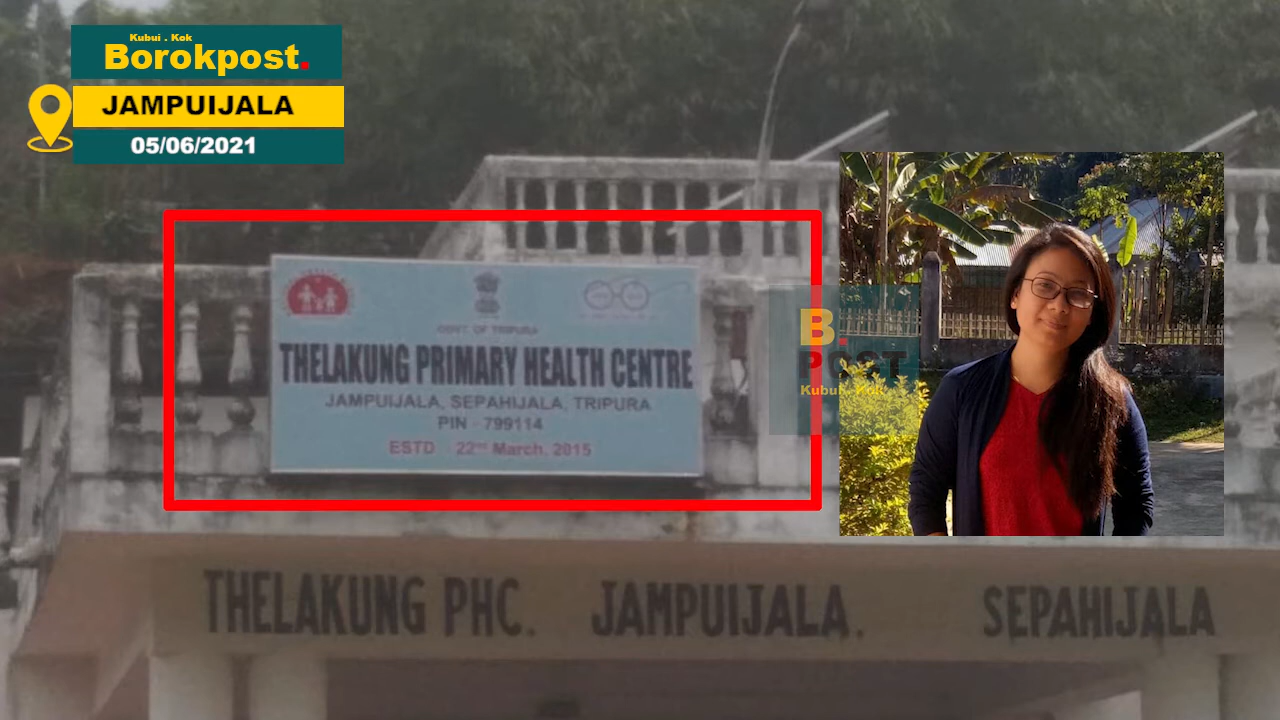 Kubui . Kok
Borokpost.
JAMPUIJALA
05/06/2021
GOVT. OF TRIPURA
THELAKUNG PRIMARY HEALTH CENTRE
JAMPUIJALA, SEPAHIJALA, TRIPURA
PIN - 799114
ESTD - 22nd March, 2015
B.
POST
Kubui . Kok
THELAKUNG PHC. JAMPUIJALA. SEPAHIJALA